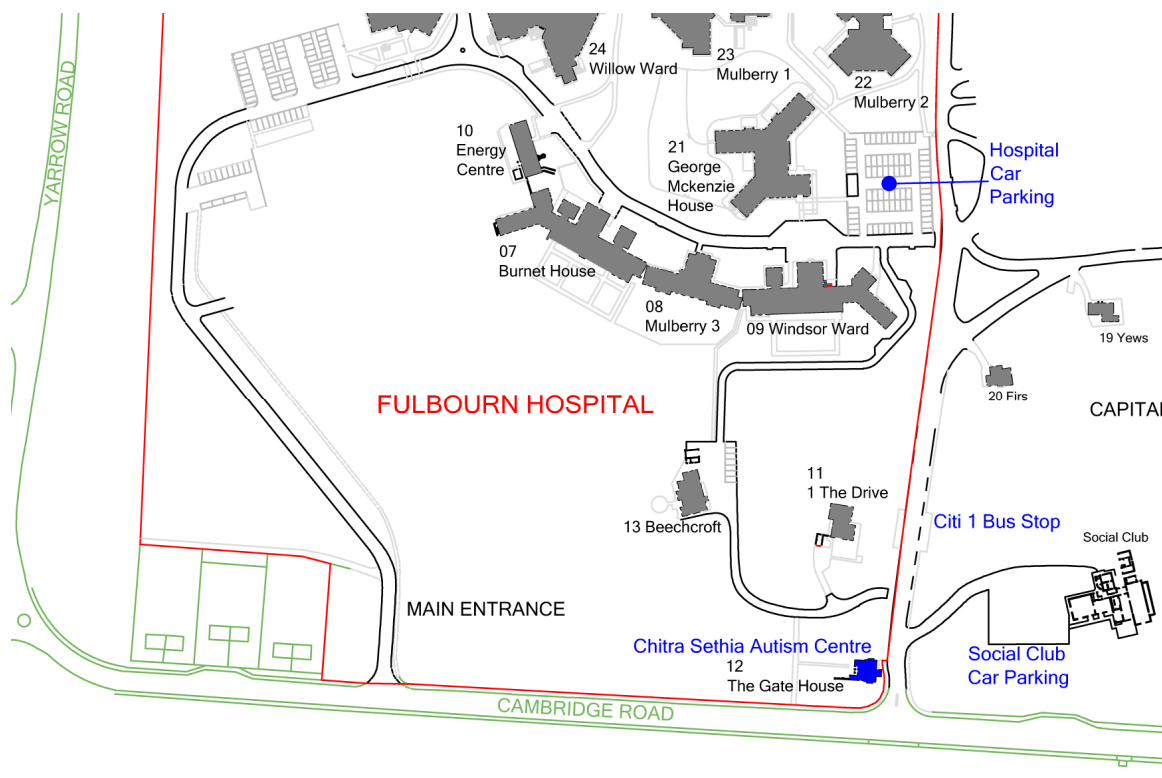 24
Willow Ward
23
Mulberry 1
22
Mulberry 2
YARROW ROAD
10
Energy
Centre
21
George
Mckenzie
House
Hospital
Car
Parking
07
Burnet House
08
Mulberry 3
09 Windsor Ward
19 Yews
20 Firs
FULBOURN HOSPITAL
CAPITA
11
1 The Drive
13 Beechcroft
Citi 1 Bus Stop
Social Club
MAIN ENTRANCE
Chitra Sethia Autism Centre
12
The Gate House
Social Club
Car Parking
CAMBRIDGE ROAD